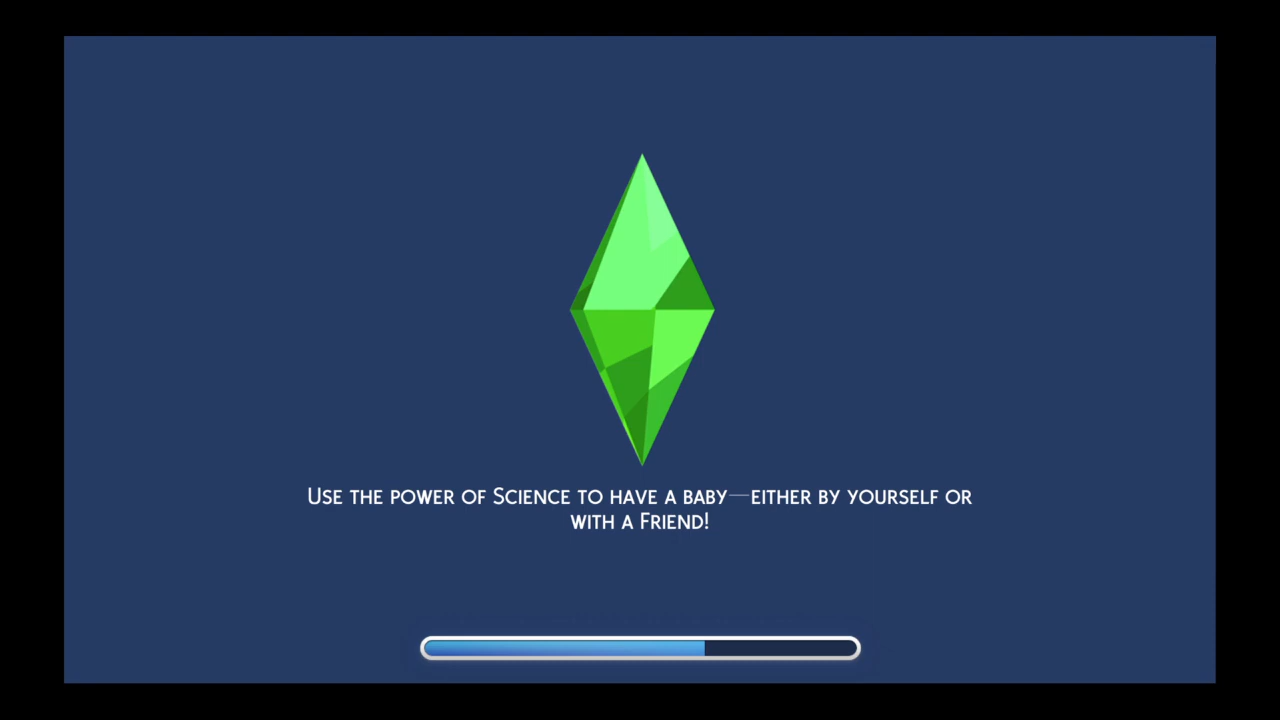 Use the power of Science to have a baby—either by yourself or
with a Friend!